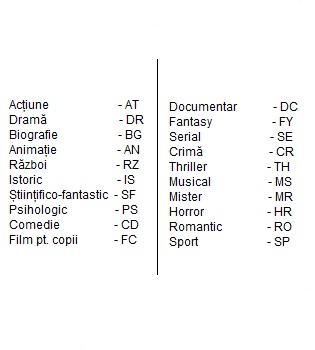 Acțiune - AT
Dramă - DR
Biografie - BG
Animație - AN
Război - RZ
Istoric - IS
Științifico-fantastic - SF
Psihologic - PS
Comedie - CD
Film pt. copii - FC
Documentar - DC
Fantasy - FY
Serial - SE
Crimă - CR
Thriller - TH
Musical - MS
Mister - MR
Horror - HR
Romantic - RO
Sport - SP